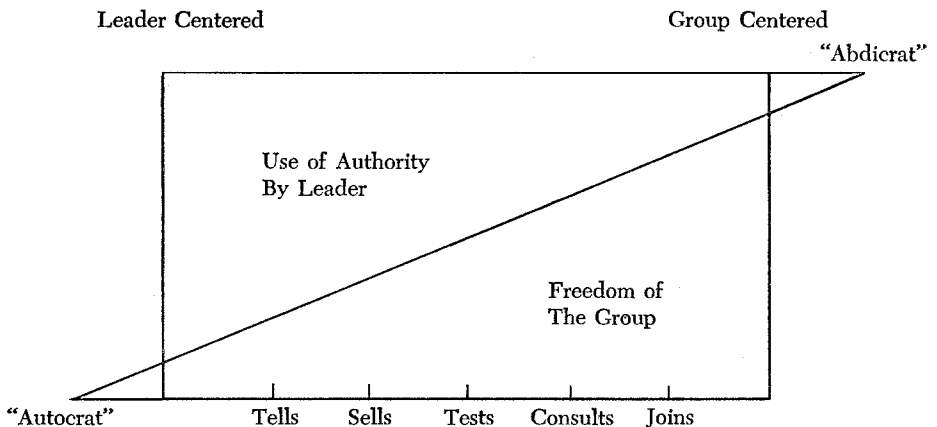 Leader Centered
Group Centered
“Abdicrat”
Use of Authority
By Leader
Freedom of
The Group
“Autocrat”
Tells
Sells
Tests
Consults
Joins